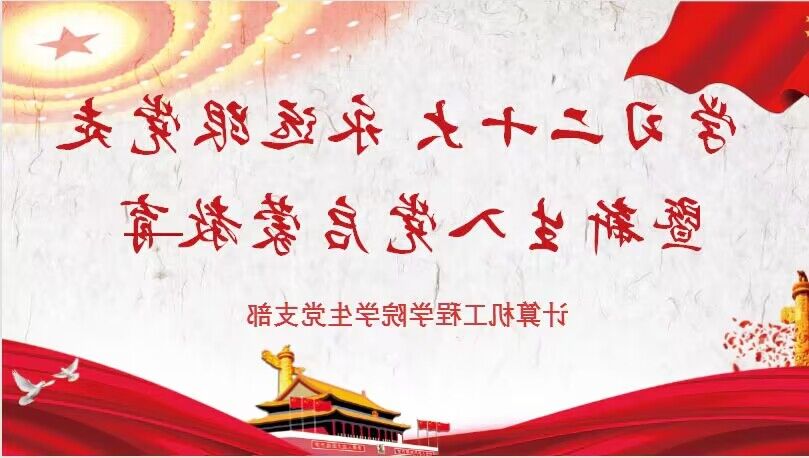 学习二十大 永远跟党走
暨新生入党启蒙教育
计算机工程学院学生党支部